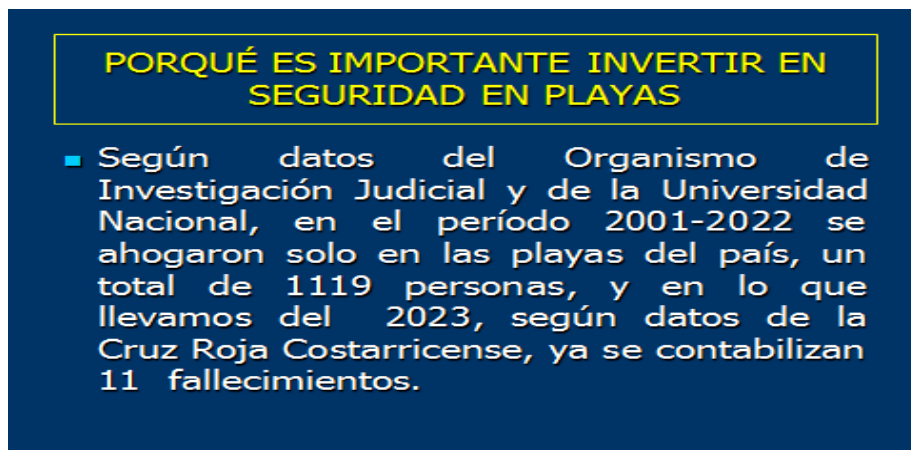 PORQUÉ ES IMPORTANTE INVERTIR EN
SEGURIDAD EN PLAYAS
Según datos del Organismo de
Investigación Judicial y de la Universidad
Nacional, en el período 2001-2022 se
ahogaron solo en las playas del país, un
total de 1119 personas, y en lo que
llevamos del 2023, según datos de la
Cruz Roja Costarricense, ya se contabilizan
11 fallecimientos.